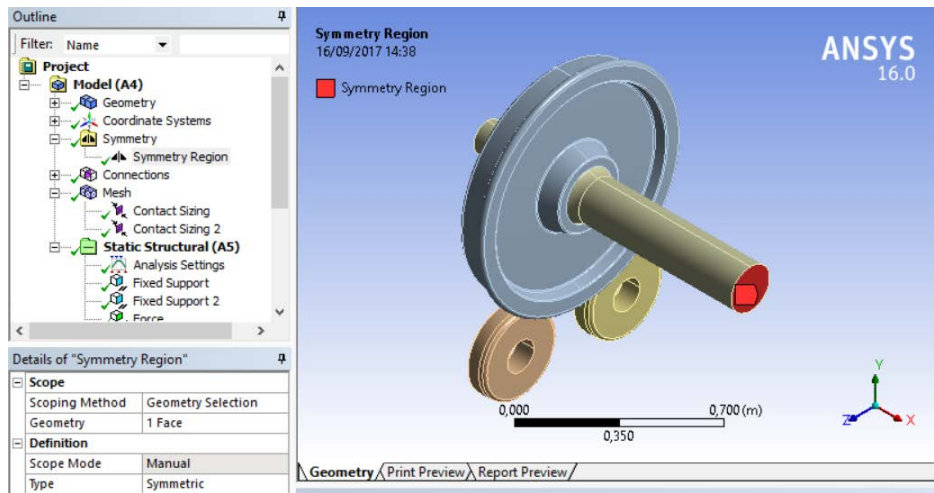 Outline
Filter: Name
Project
Model (A4)
Geometry
Coordinate Systems
Symmetry
Symmetry Region
Connections
Mesh
Contact Sizing
Contact Sizing 2
Static Structural (A5)
Analysis Settings
Fixed Support
Fixed Support 2
Force
Details of "Symmetry Region"
Scope
Scoping Method Geometry Selection
Geometry 1 Face
Definition
Scope Mode Manual
Type Symmetric
Symmetry Region
16/09/2017 14:38
Symmetry Region
ANSYS
16.0
0,000 0,700 (m)
0,350
Y
Z X
Geometry Print Preview Report Preview